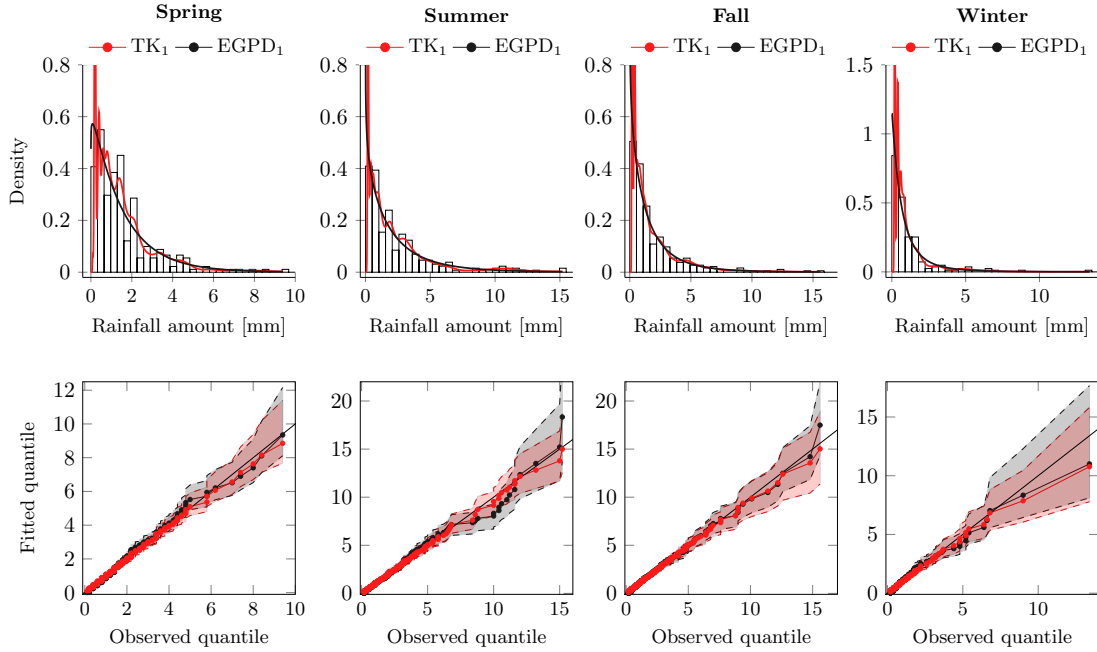 Spring Summer Fall Winter
TK₁ EGPD₁ TK₁ EGPD₁ TK₁ EGPD₁ TK₁ EGPD₁
0.8 0.8 0.8 1.5
0.6 0.6 0.6
1
Density
0.4 0.4 0.4
0.5
0.2 0.2 0.2
0 0 0 0
0 2 4 6 8 10 0 5 10 15 0 5 10 15 0 5 10
Rainfall amount [mm] Rainfall amount [mm] Rainfall amount [mm] Rainfall amount [mm]
12
20 20
10
15
8 15 15
Fitted quantile
6 10
10 10
4
5 5 5
2
0 0 0 0
0 2 4 6 8 10 0 5 10 15 0 5 10 15 0 5 10
Observed quantile Observed quantile Observed quantile Observed quantile